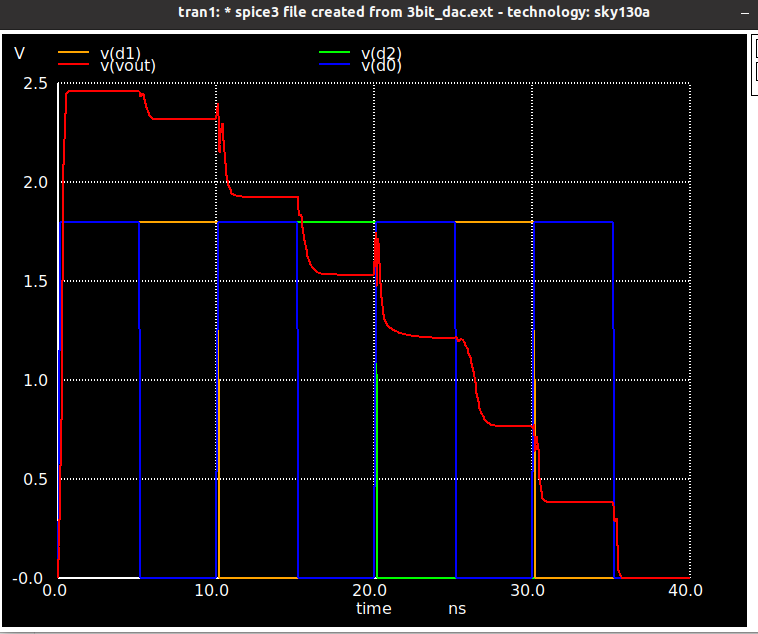 tran1: * spice3 file created from 3bit_dac.ext - technology: sky130a
V v(d1) v(d2)
v(vout) v(d0)
2.5
2.0
1.5
1.0
0.5
-0.0
0.0 10.0 20.0 30.0 40.0
time ns